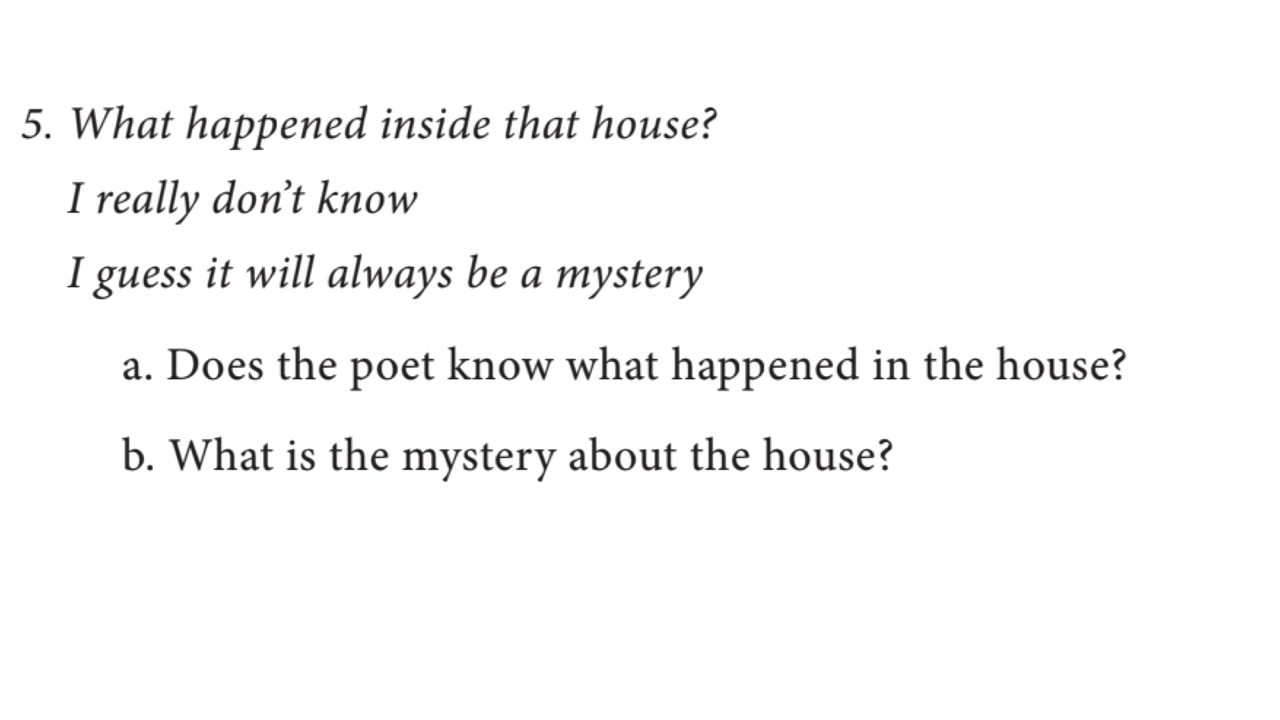 5. What happened inside that house?
I really don’t know
I guess it will always be a mystery
a. Does the poet know what happened in the house?
b. What is the mystery about the house?